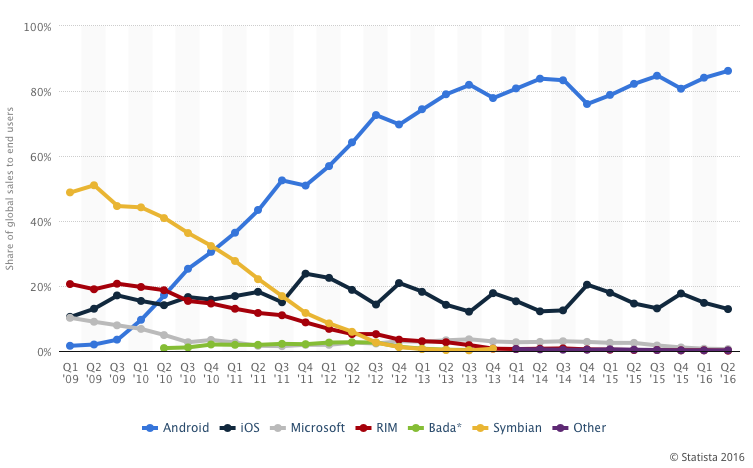 100%
80%
60%
40%
20%
0%
Share of global sales to end users
Q1 Q2 Q3 Q1 Q2 Q3 Q4 Q1 Q2 Q3 Q4 Q1 Q2 Q3 Q4 Q1 Q2 Q3 Q4 Q1 Q2 Q3 Q4 Q1 Q2 Q3 Q4 Q1 Q2
'09 '09 '09 '10 '10 '10 '10 '11 '11 '11 '11 '12 '12 '12 '12 '13 '13 '13 '13 '14 '14 '14 '14 '15 '15 '15 '15 '16 '16
Android iOS Microsoft RIM Bada* Symbian Other
© Statista 2016